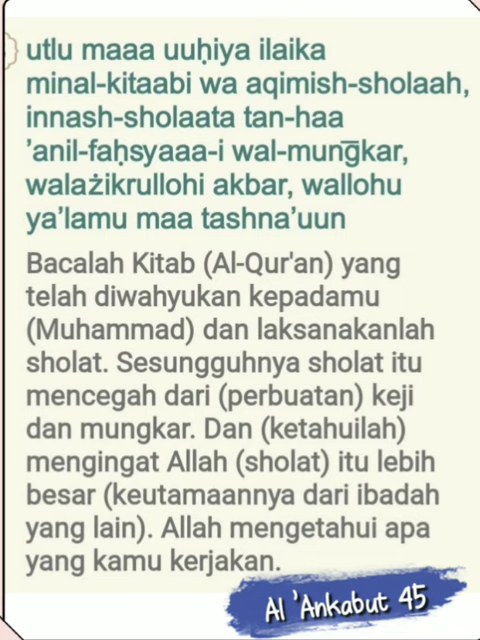 utlu maaa uuḥiya ilaika
minal-kitaabi wa aqimish-sholaah,
innash-sholaata tan-haa
'anil-faḥsyaaa-i wal-mung̅kar,
walażikrullohi akbar, wallohu
ya'lamu maa tashna'uun
Bacalah Kitab (Al-Qur'an) yang
telah diwahyukan kepadamu
(Muhammad) dan laksanakanlah
sholat. Sesungguhnya sholat itu
mencegah dari (perbuatan) keji
dan mungkar. Dan (ketahuilah)
mengingat Allah (sholat) itu lebih
besar (keutamaannya dari ibadah
yang lain). Allah mengetahui apa
yang kamu kerjakan.
Al 'Ankabut 45